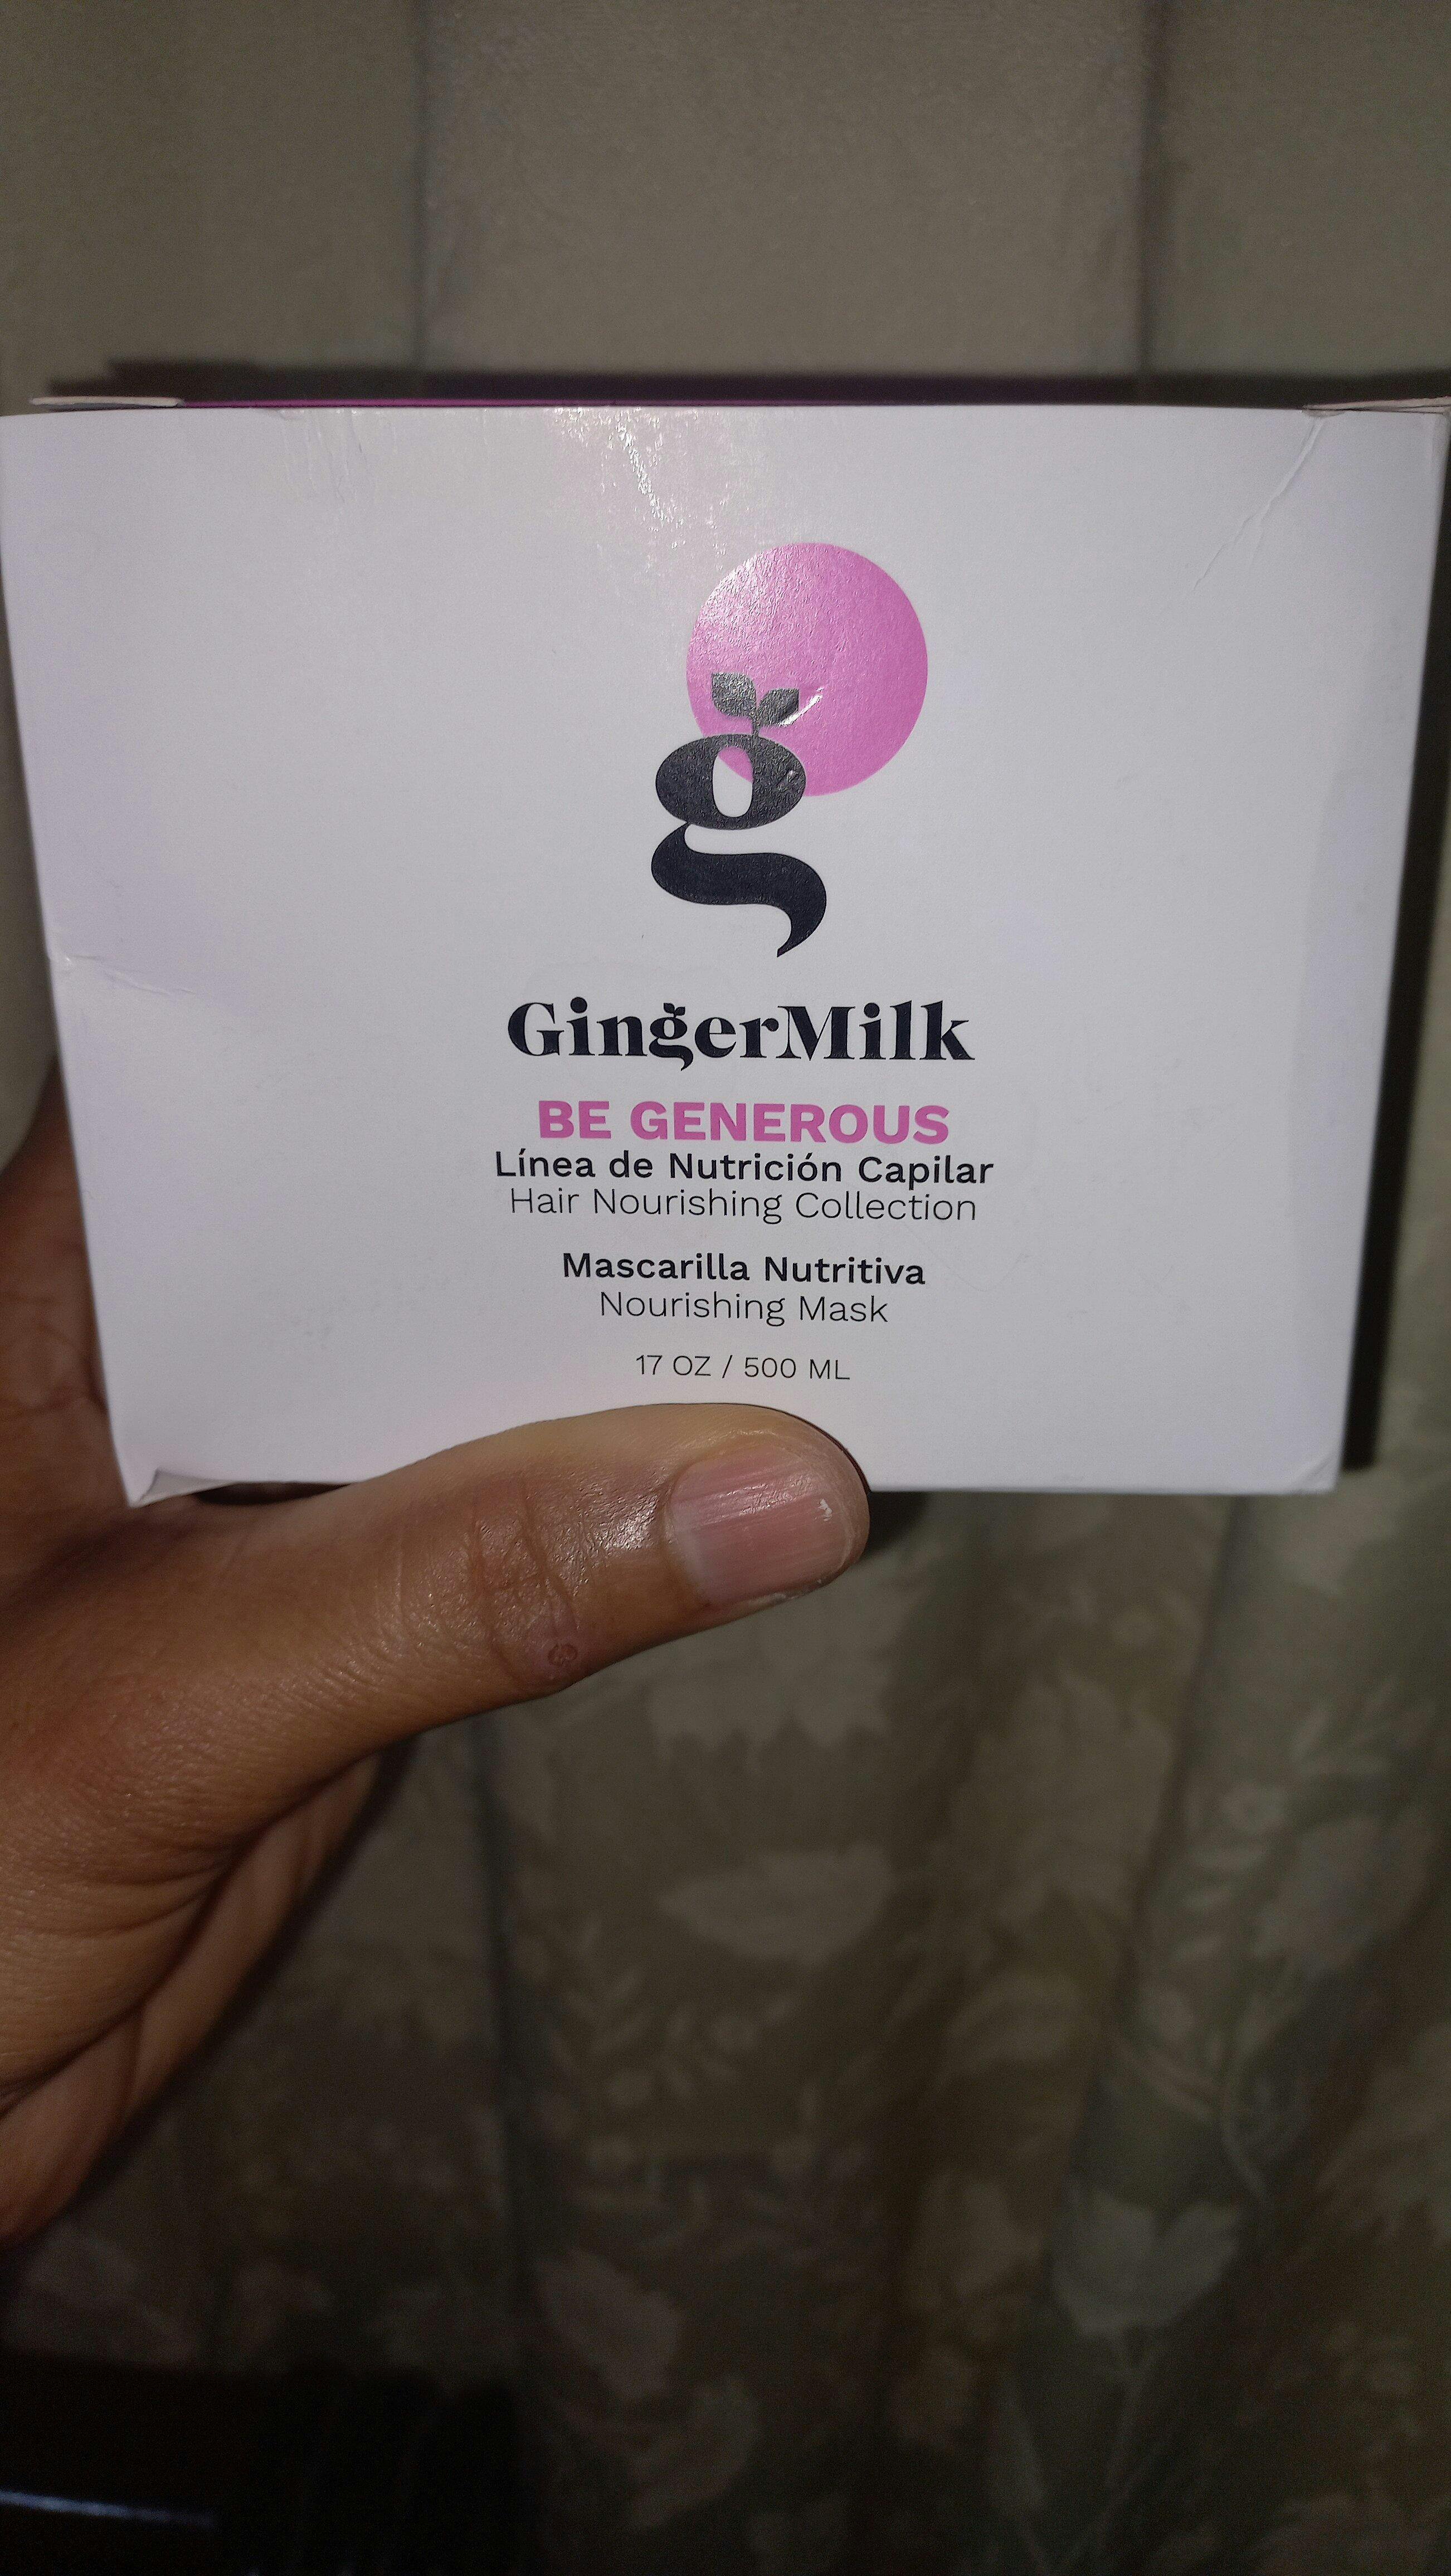 g
GingerMilk
BE GENEROUS
Línea de Nutrición Capilar
Hair Nourishing Collection
Mascarilla Nutritiva
Nourishing Mask
17 OZ / 500 ML